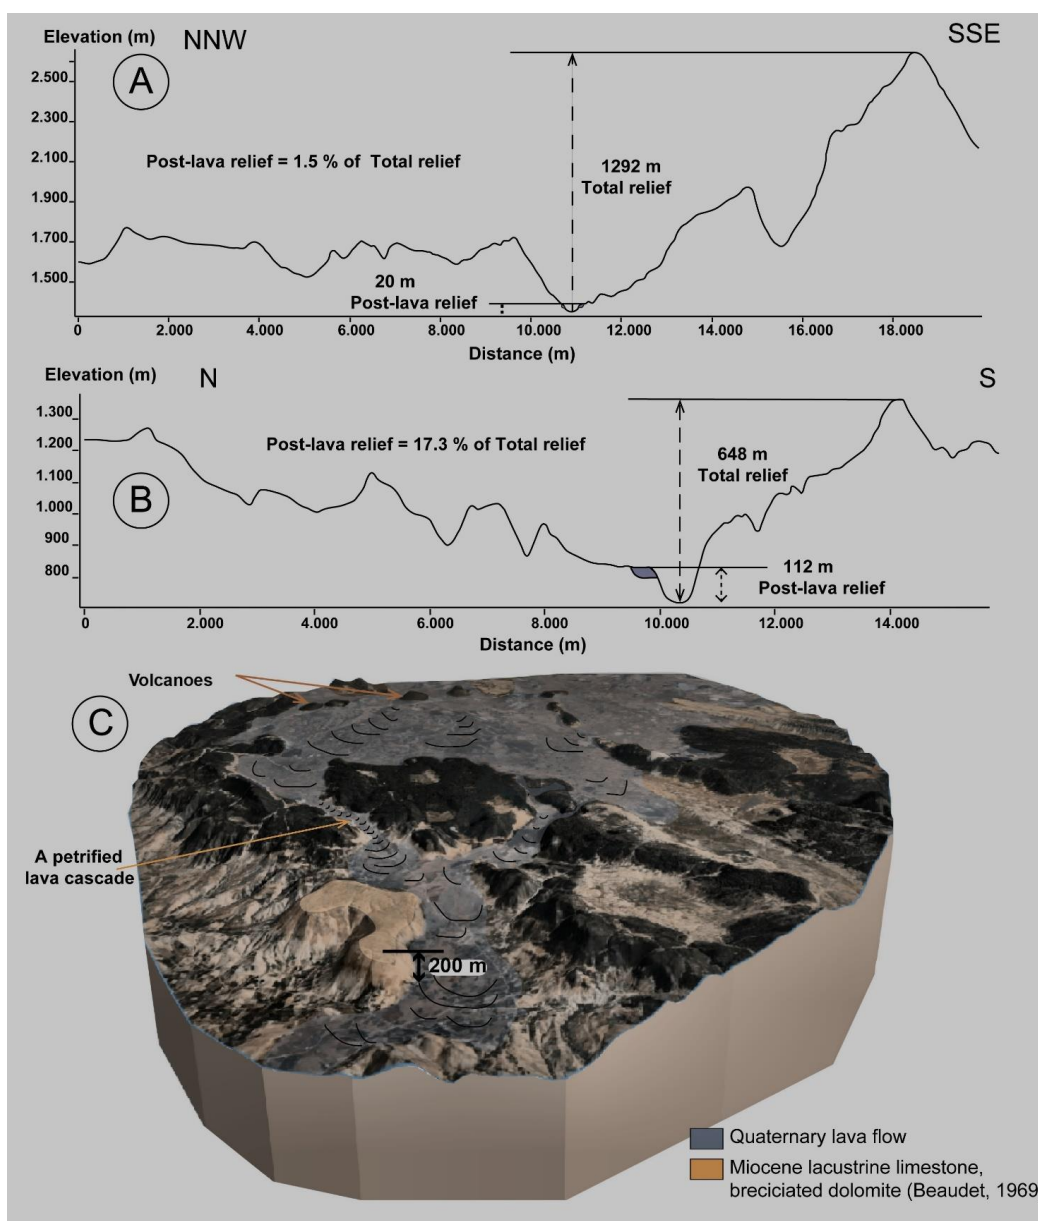 Elevation (m) NNW SSE
A
2.500
2.300
2.100
1.900
1.700
1.500
Post-lava relief = 1.5 % of Total relief
1292 m
Total relief
20 m
Post-lava relief
0 2.000 4.000 6.000 8.000 10.000 12.000 14.000 16.000 18.000
Distance (m)
Elevation (m) N S
B
1.300
1.200
1.100
1.000
900
800
Post-lava relief = 17.3 % of Total relief
648 m
Total relief
112 m
Post-lava relief
0 2.000 4.000 6.000 8.000 10.000 12.000 14.000
Distance (m)
C
Volcanoes
A petrified
lava cascade
200 m
Quaternary lava flow
Miocene lacustrine limestone,
breciciated dolomite (Beaudet, 1969